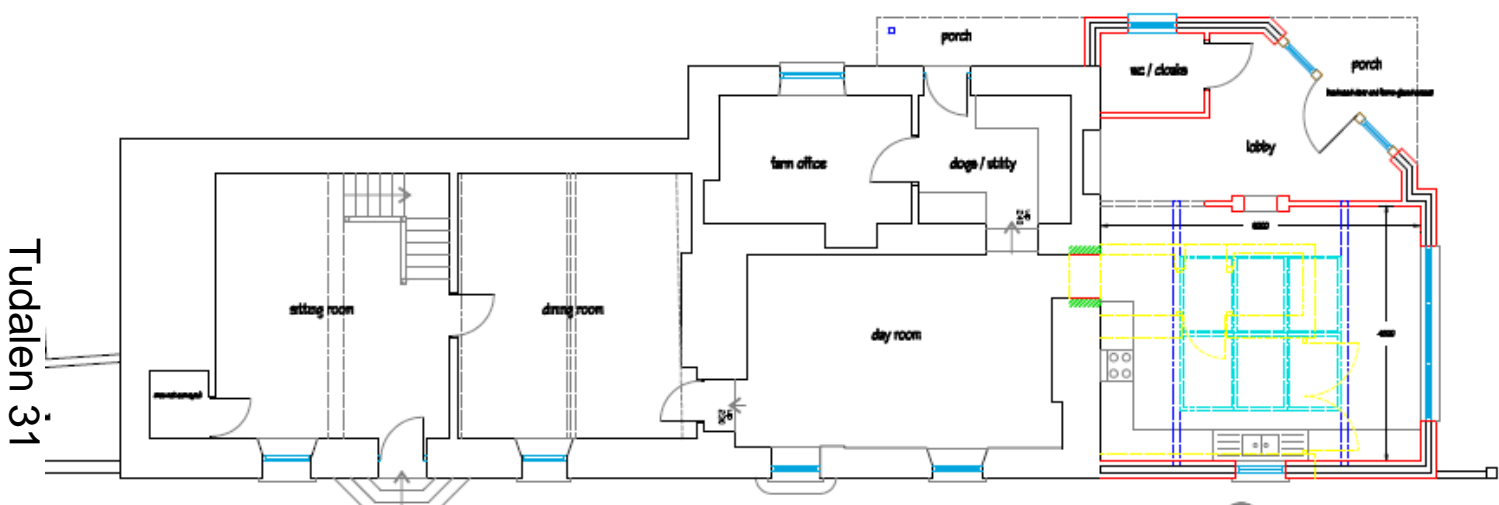 porch
wc / cloaks
porch
lobby
farm office
dogs / utility
sitting room
dining room
day room
Tudalen 31